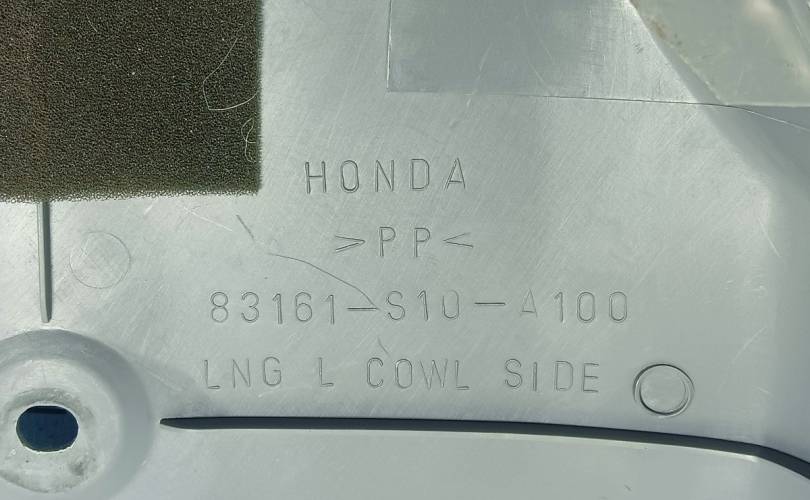 HONDA
>PP<
83161-S10-A100
LNG L COWL SIDE